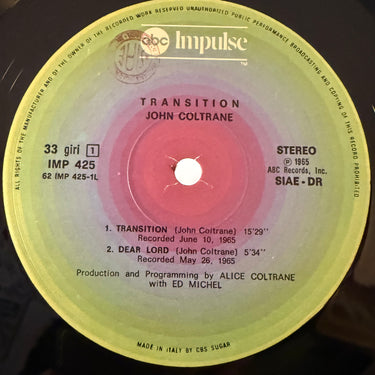 ALL RIGHTS OF THE MANUFACTURER AND OF THE OWNER OF THE RECORDED WORK RESERVED UNAUTHORIZED PUBLIC PERFORMANCE BROADCASTING AND COPYING OF THIS RECORD PROHIBITED
abc Impulse
TM
TRANSITION
JOHN COLTRANE
33 giri 1
IMP 425
62 IMP 425-1L
STEREO
℗ 1965
ABC Records, Inc.
SIAE-DR
1. TRANSITION (John Coltrane) 15'29''
Recorded June 10, 1965
2. DEAR LORD (John Coltrane) 5'34''
Recorded May 26, 1965
Production and Programming by ALICE COLTRANE
with ED MICHEL
MADE IN ITALY BY CBS SUGAR